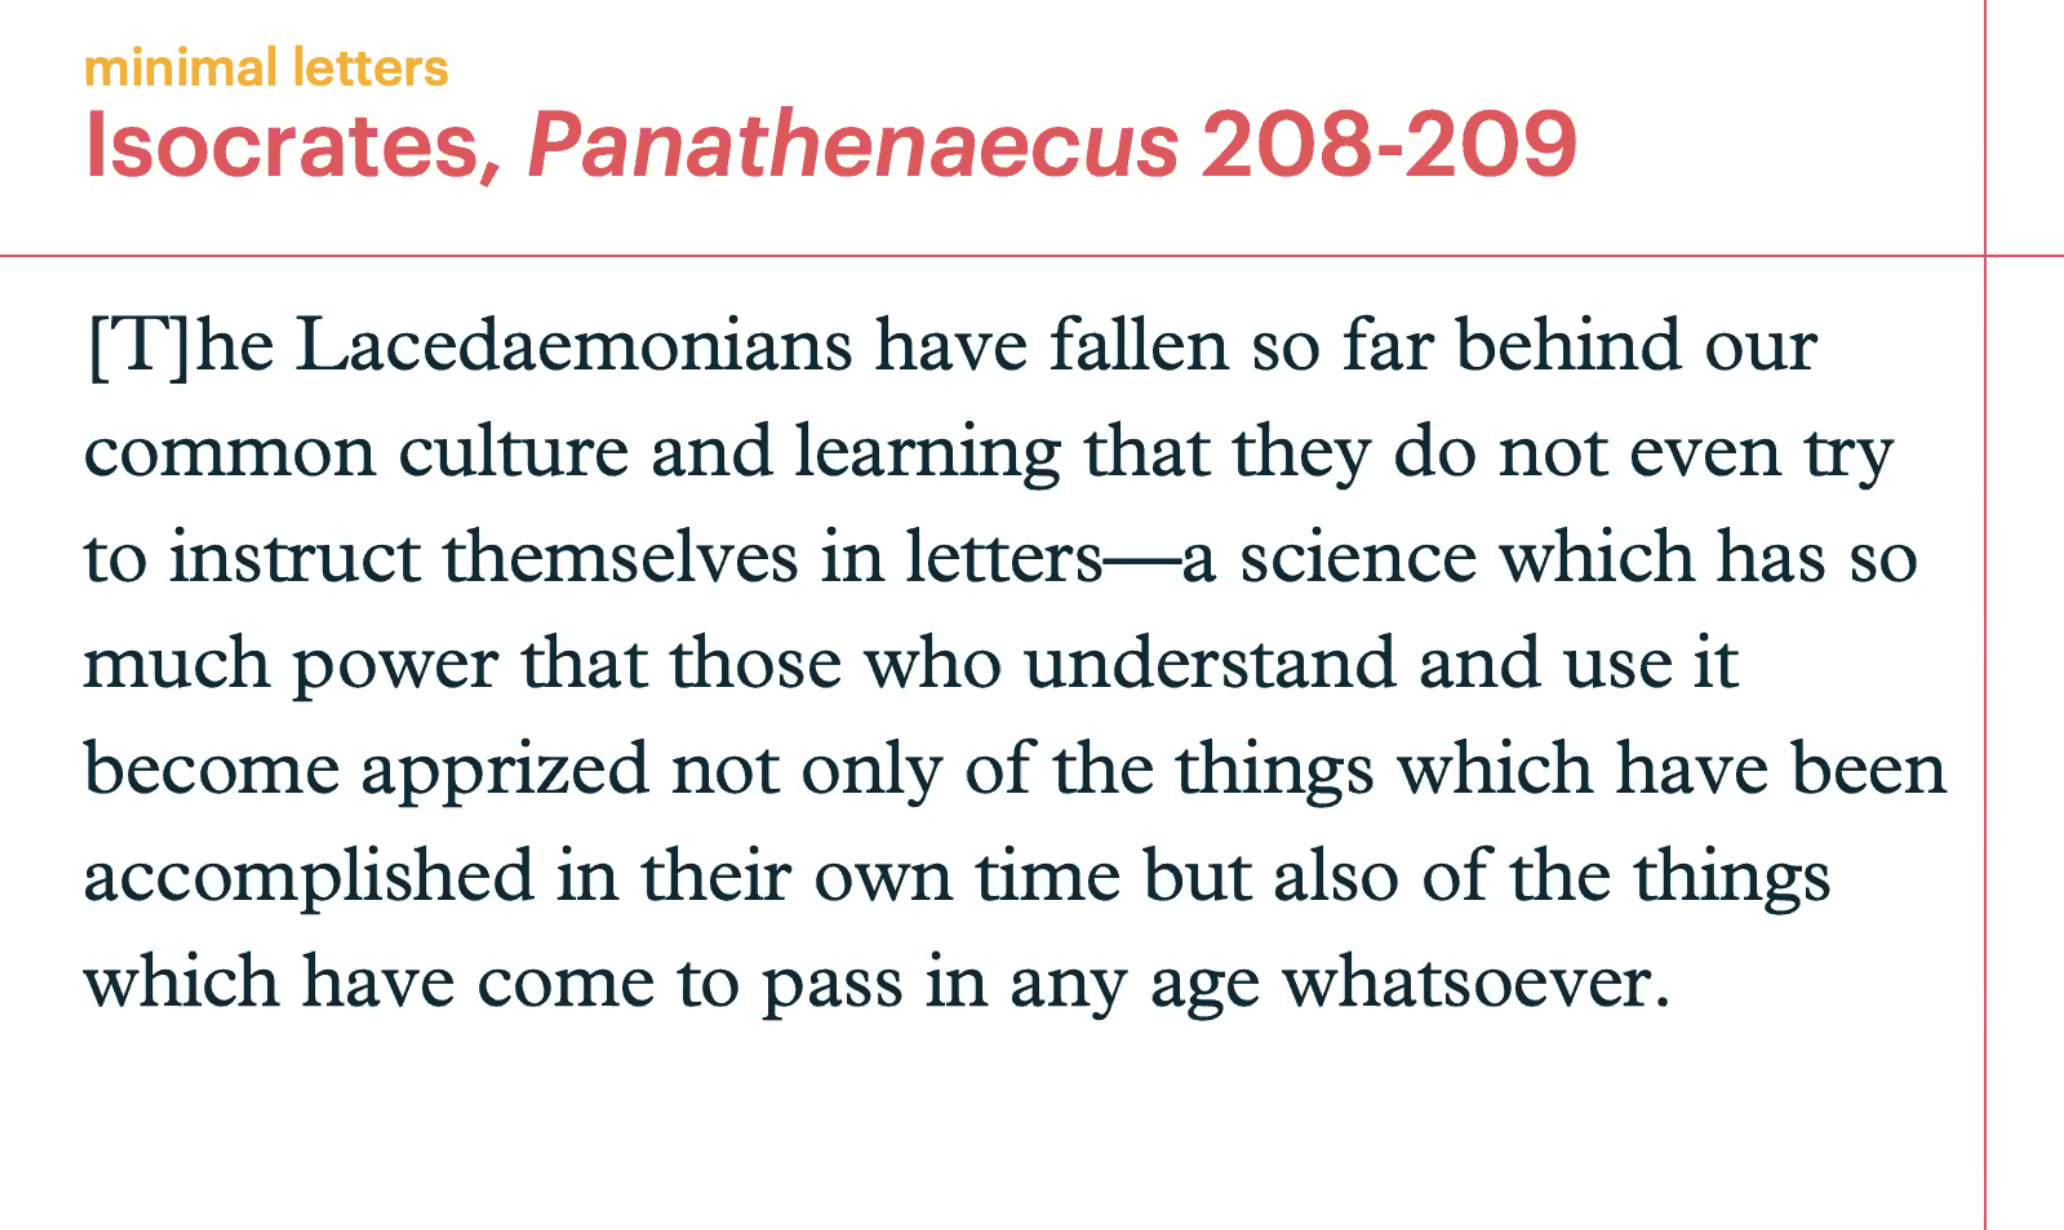 minimal letters
Isocrates, Panathenaecus 208-209
[T]he Lacedaemonians have fallen so far behind our
common culture and learning that they do not even try
to instruct themselves in letters—a science which has so
much power that those who understand and use it
become apprized not only of the things which have been
accomplished in their own time but also of the things
which have come to pass in any age whatsoever.